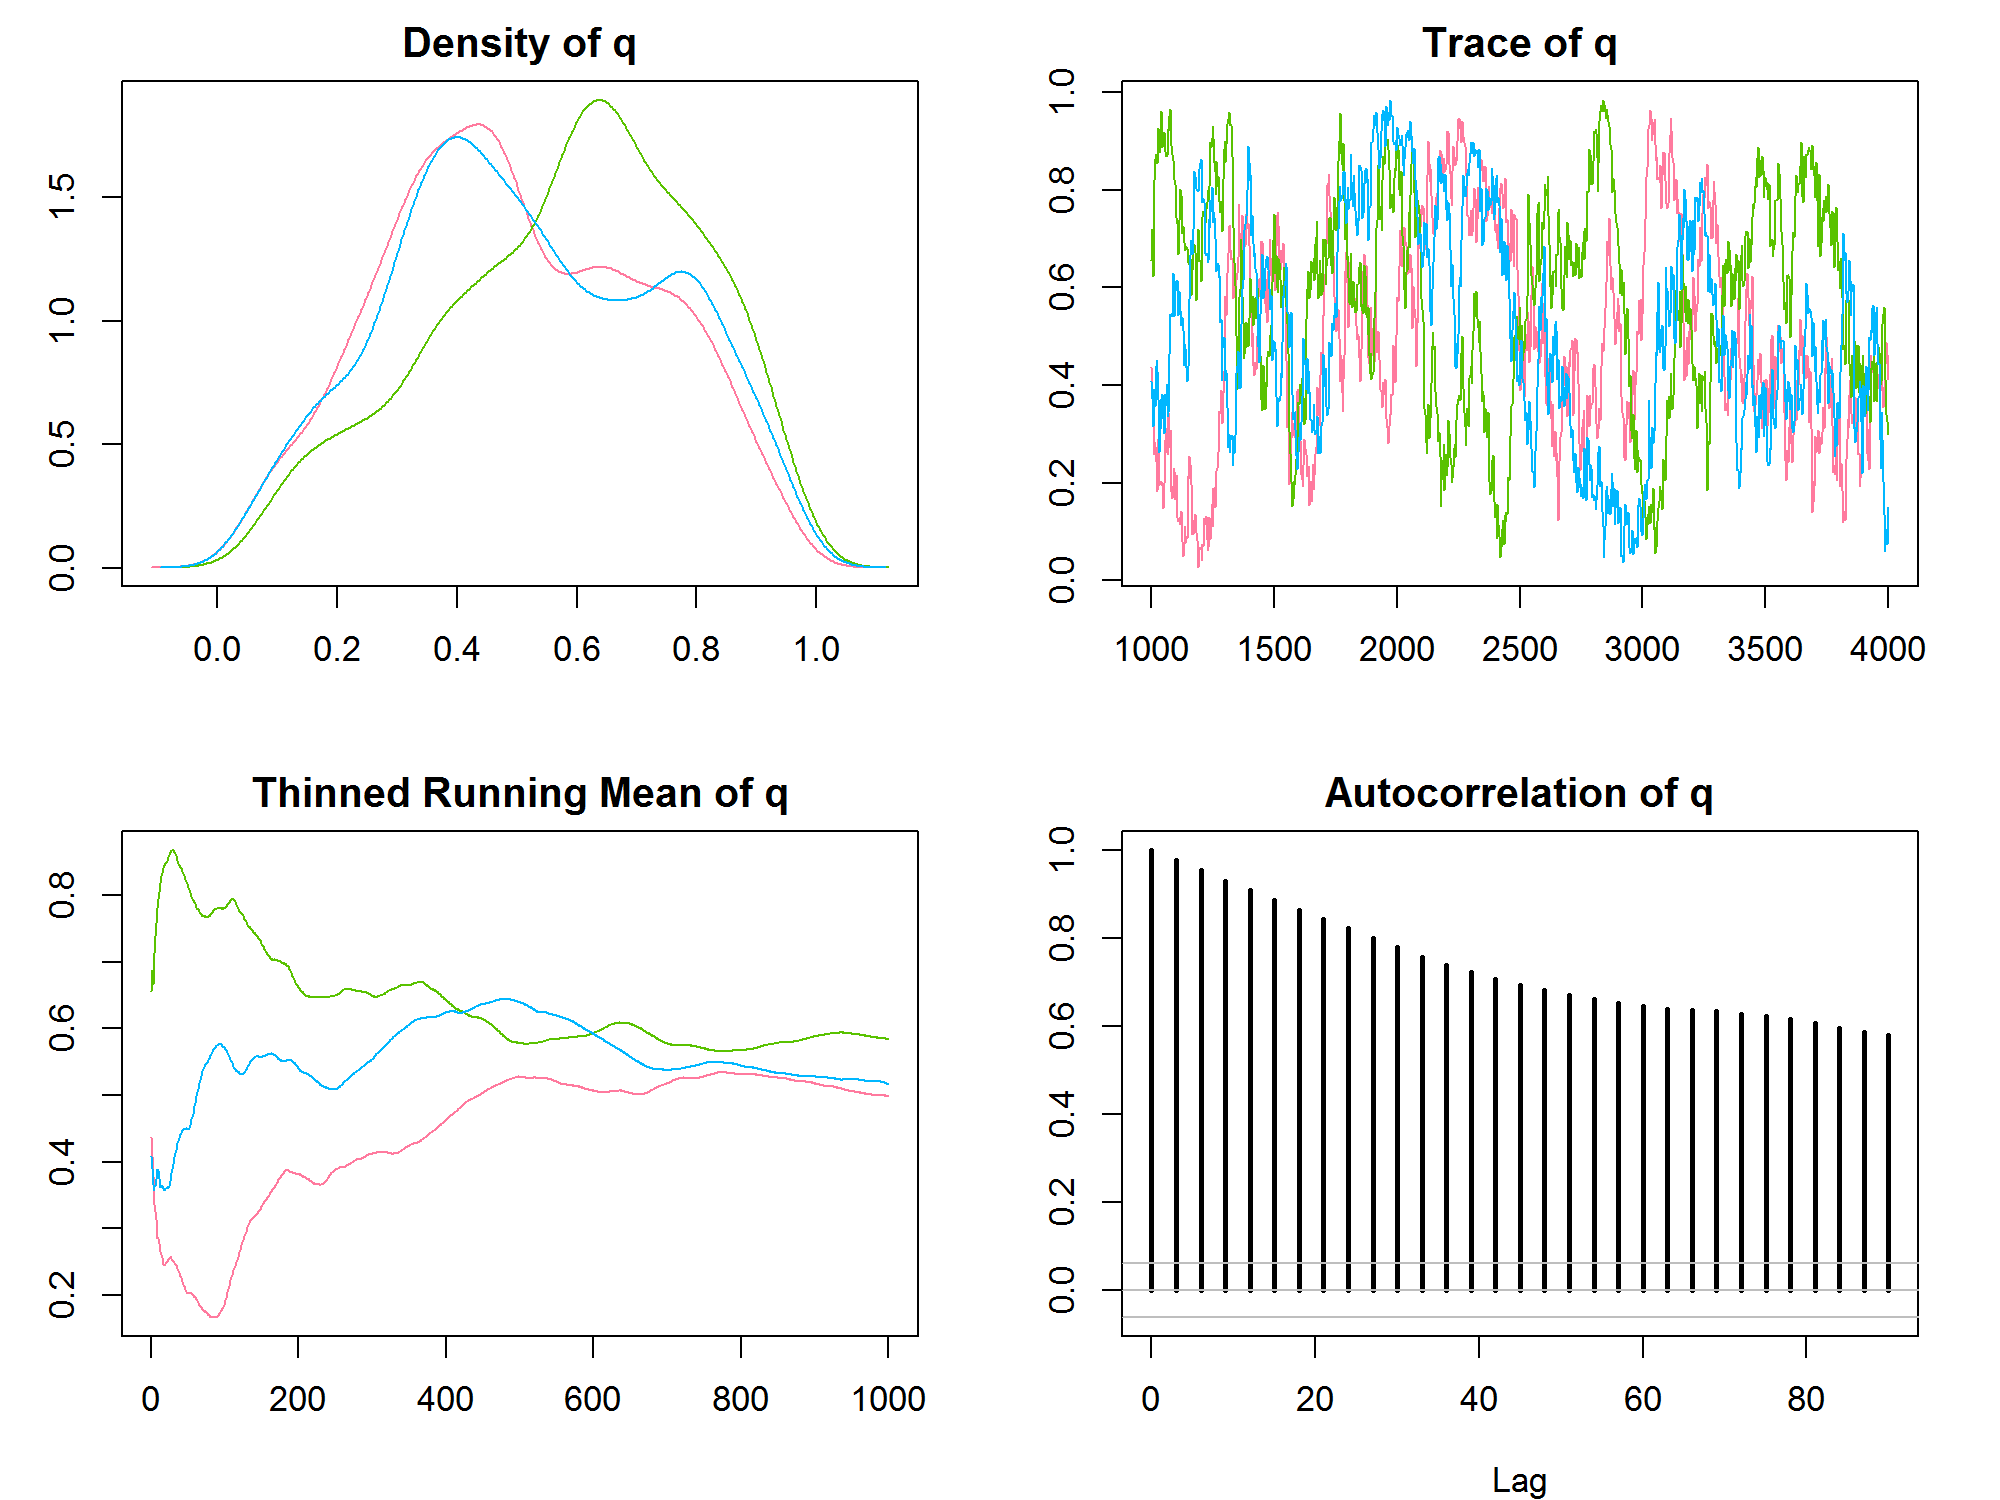 Density of q
1.5
1.0
0.5
0.0
0.0 0.2 0.4 0.6 0.8 1.0
Trace of q
1.0
0.8
0.6
0.4
0.2
0.0
1000 1500 2000 2500 3000 3500 4000
Thinned Running Mean of q
0.8
0.6
0.4
0.2
0 200 400 600 800 1000
Autocorrelation of q
1.0
0.8
0.6
0.4
0.2
0.0
0 20 40 60 80
Lag